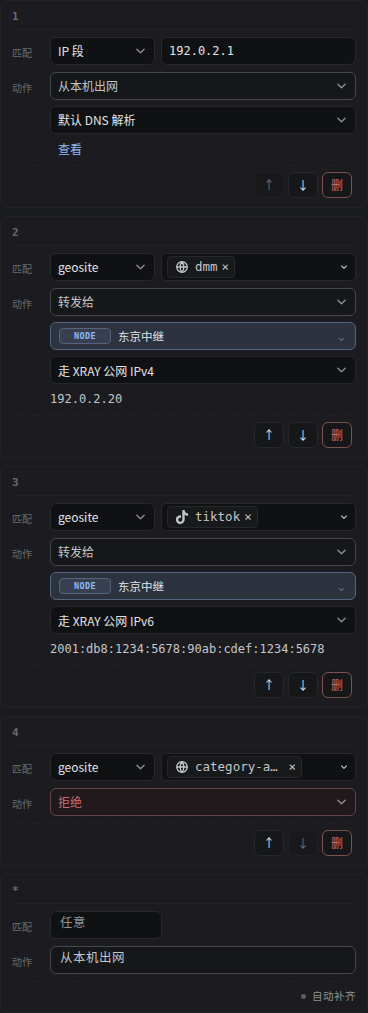 1
匹配 IP 段 192.0.2.1
动作 从本机出网
默认 DNS 解析
查看
↑ ↓ 删
2
匹配 geosite dmm ×
动作 转发给
NODE 东京中继
走 XRAY 公网 IPv4
192.0.2.20
↑ ↓ 删
3
匹配 geosite tiktok ×
动作 转发给
NODE 东京中继
走 XRAY 公网 IPv6
2001:db8:1234:5678:90ab:cdef:1234:5678
↑ ↓ 删
4
匹配 geosite category-a… ×
动作 拒绝
↑ ↓ 删
*
匹配 任意
动作 从本机出网
自动补齐